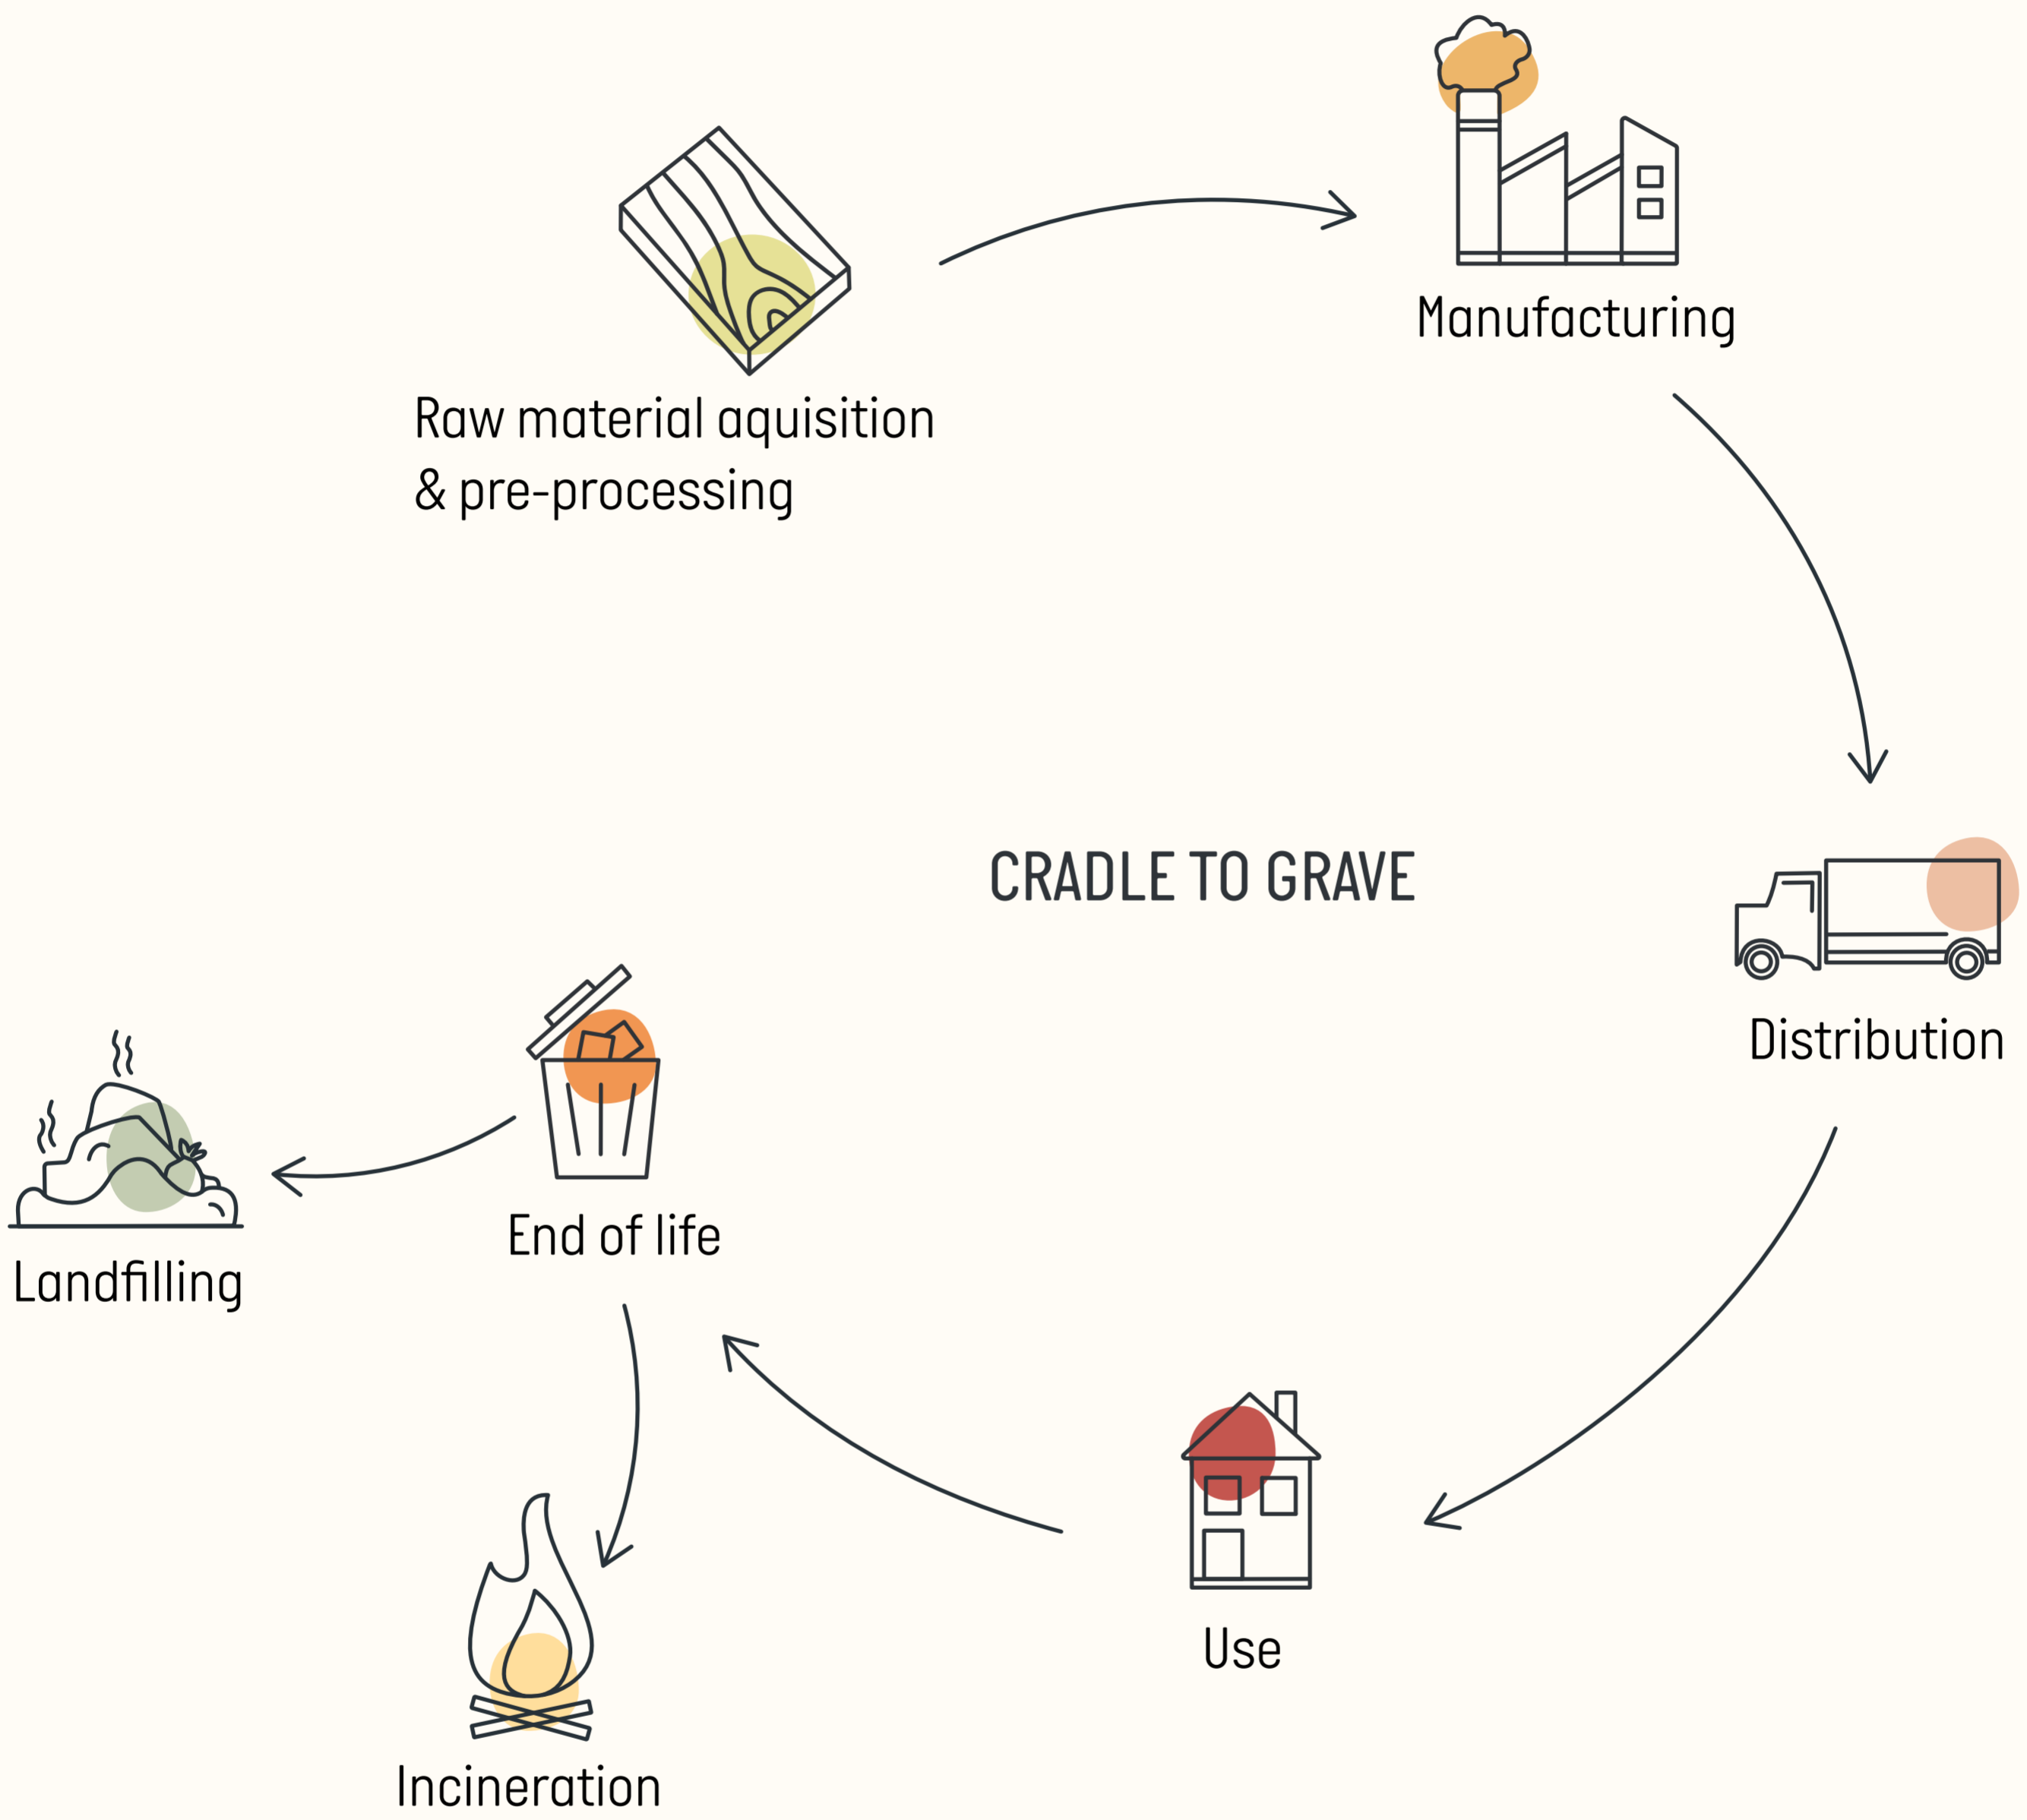 Manufacturing
Raw material aquisition
& pre-processing
CRADLE TO GRAVE
Distribution
End of life
Landfilling
Use
Incineration